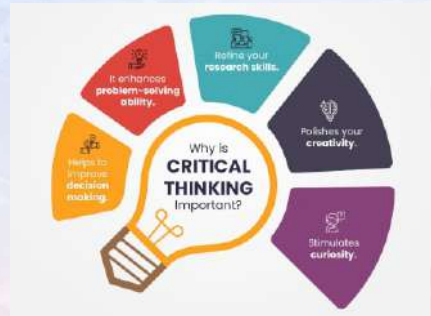 Why is
CRITICAL
THINKING
Important?
Helps to
improve
decision
making.
It enhances
problem-solving
ability.
Refine your
research skills.
Polishes your
creativity.
Stimulates
curiosity.